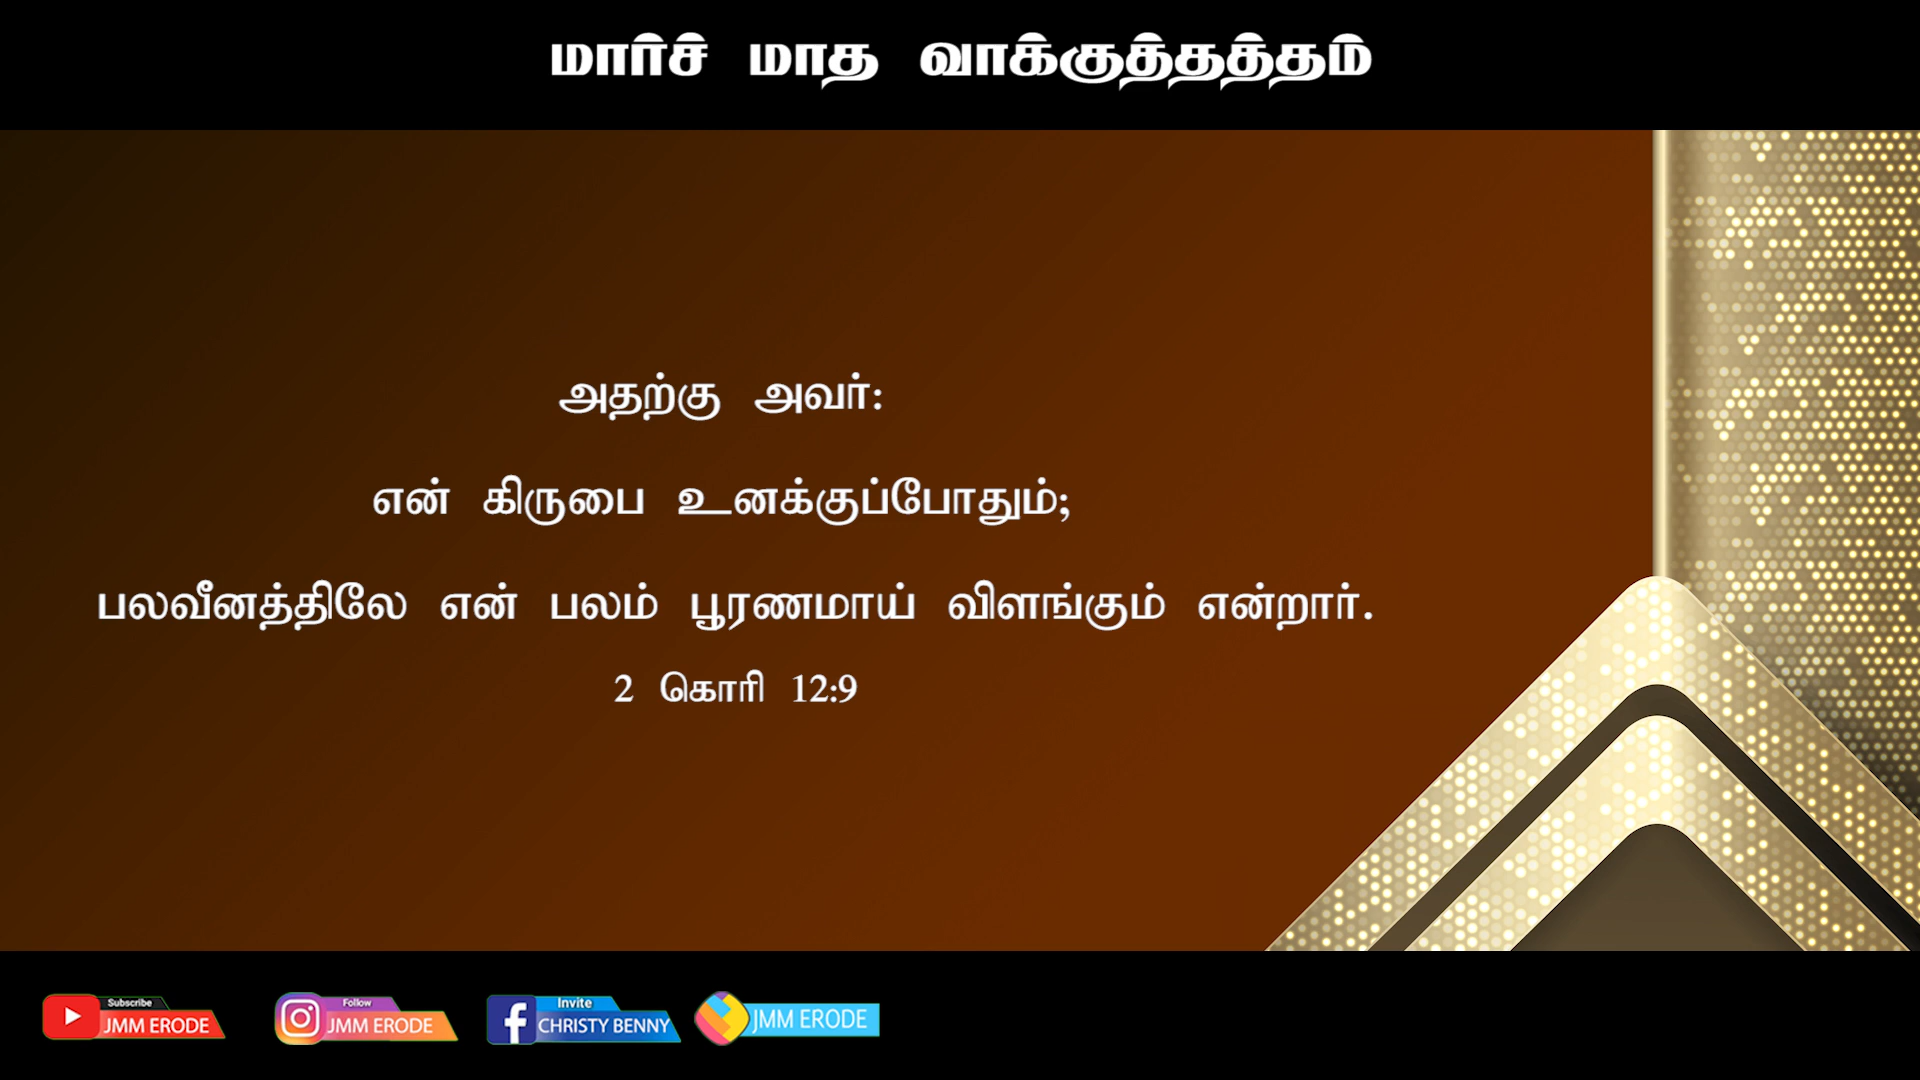 மார்ச் மாத வாக்குத்தத்தம்
அதற்கு அவர்:
என் கிருபை உனக்குப்போதும்;
பலவீனத்திலே என் பலம் பூரணமாய் விளங்கும் என்றார்.
2 கொரி 12:9
Subscribe
JMM ERODE
Follow
JMM ERODE
Invite
CHRISTY BENNY
JMM ERODE